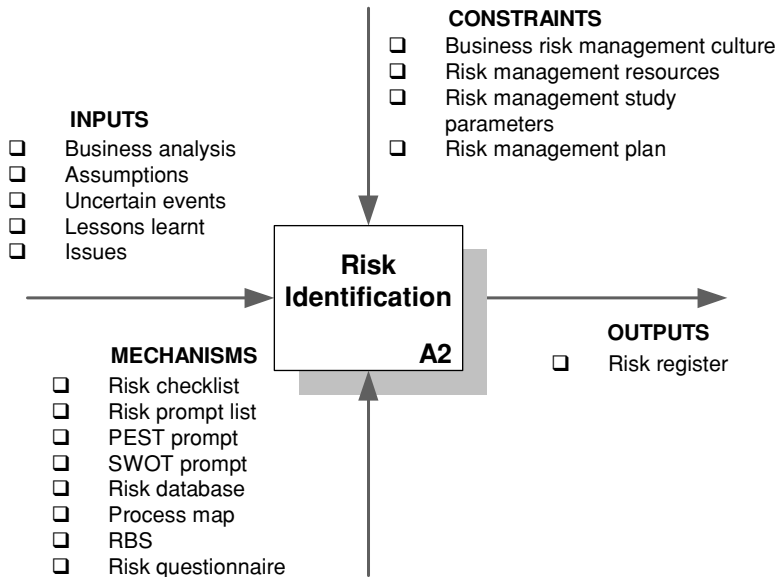 CONSTRAINTS
❑ Business risk management culture
❑ Risk management resources
❑ Risk management study
parameters
❑ Risk management plan
INPUTS
❑ Business analysis
❑ Assumptions
❑ Uncertain events
❑ Lessons learnt
❑ Issues
Risk
Identification
A2
OUTPUTS
❑ Risk register
MECHANISMS
❑ Risk checklist
❑ Risk prompt list
❑ PEST prompt
❑ SWOT prompt
❑ Risk database
❑ Process map
❑ RBS
❑ Risk questionnaire